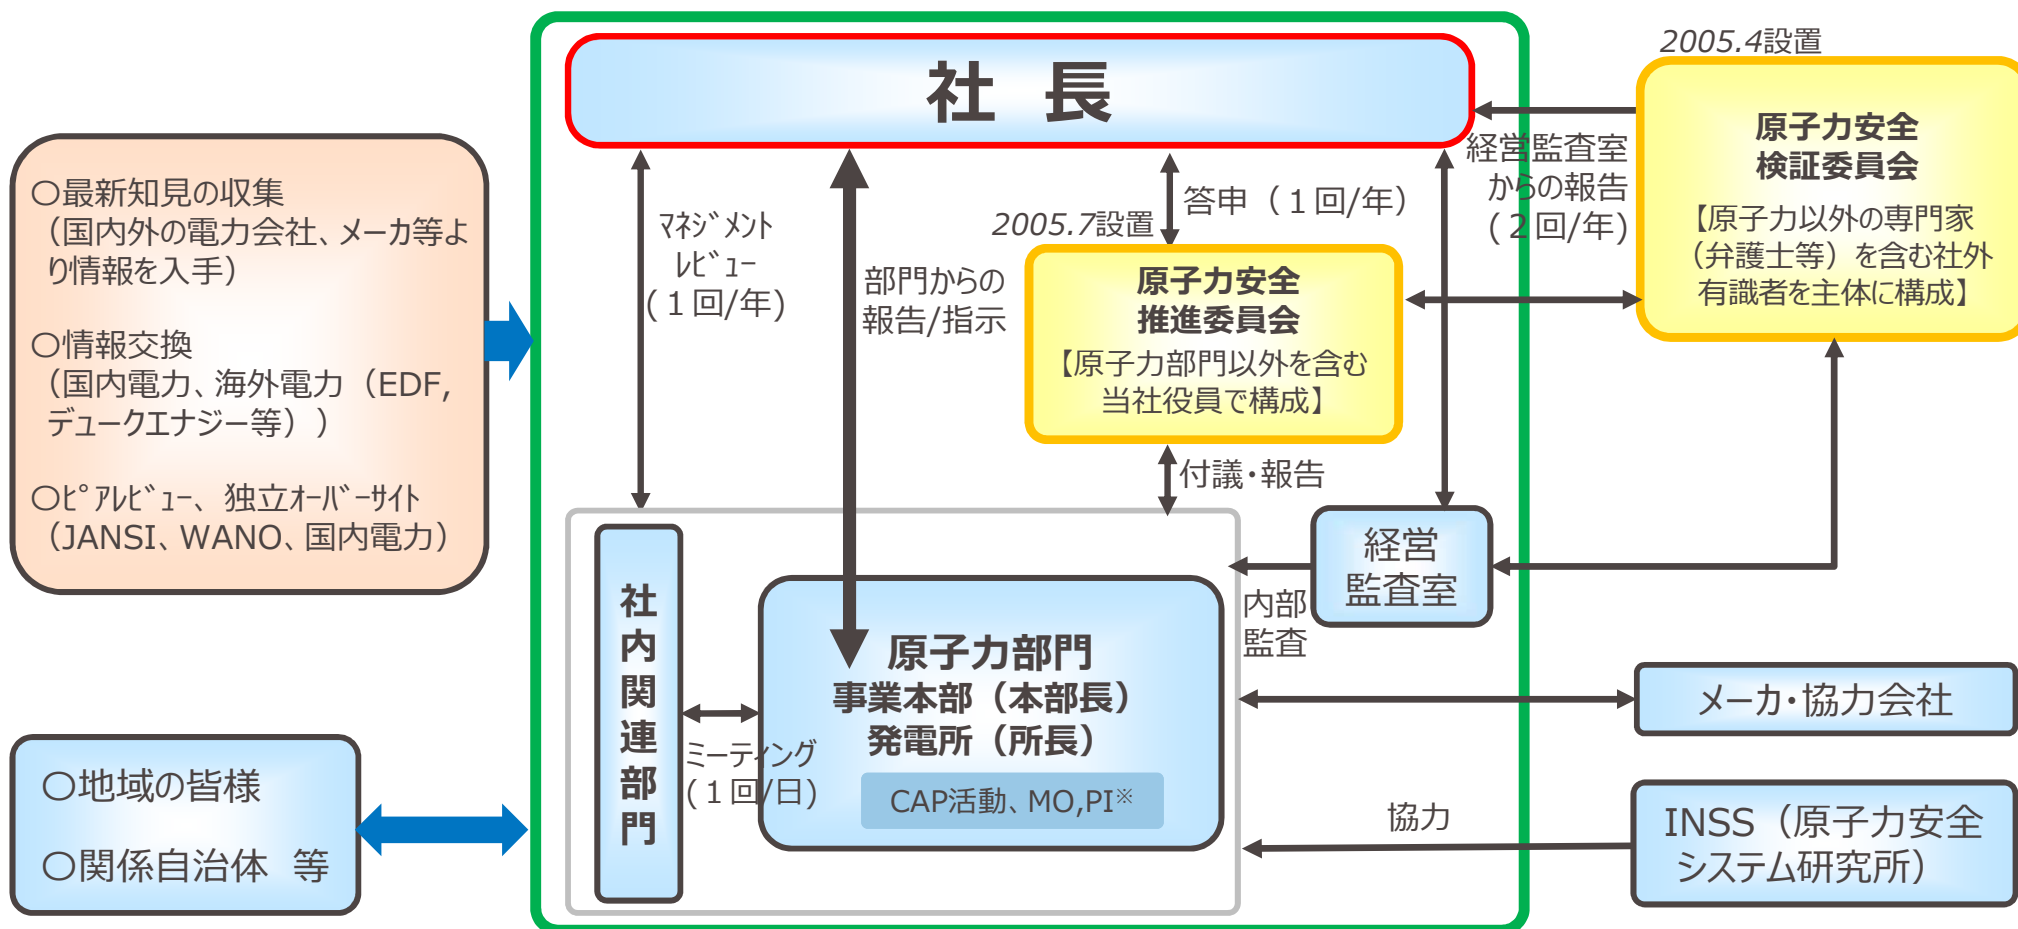 社 長
2005.4設置
原子力安全
検証委員会
【原子力以外の専門家
（弁護士等）を含む社外
有識者を主体に構成】
経営監査室
からの報告
(２回/年)
〇最新知見の収集
（国内外の電力会社、メーカ等よ
り情報を入手）
〇情報交換
（国内電力、海外電力（EDF,
デュークエナジー等））
〇ﾋﾟｱﾚﾋﾞｭｰ、独立ｵｰﾊﾞｰｻｲﾄ
（JANSI、WANO、国内電力）
ﾏﾈｼﾞﾒﾝﾄ
ﾚﾋﾞｭｰ
(１回/年)
部門からの
報告/指示
答申（１回/年）
2005.7設置
原子力安全
推進委員会
【原子力部門以外を含む
当社役員で構成】
付議・報告
経営
監査室
内部
監査
社内関連部門
ミーティング
(１回/日)
原子力部門
事業本部（本部長）
発電所（所長）
CAP活動、MO,PI※
メーカ・協力会社
協力
INSS（原子力安全
システム研究所）
〇地域の皆様
〇関係自治体 等